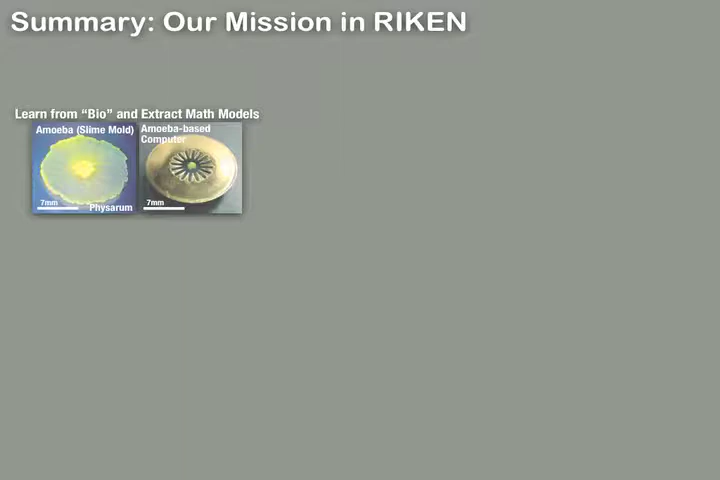 Summary: Our Mission in RIKEN
Learn from “Bio” and Extract Math Models
Amoeba (Slime Mold)
7mm
Physarum
Amoeba-based
Computer
7mm